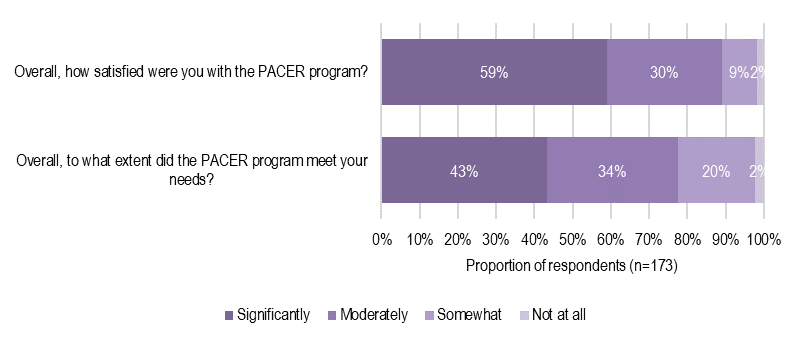 Overall, how satisfied were you with the PACER program?
59%
30%
9%
2%
Overall, to what extent did the PACER program meet your
needs?
43%
34%
20%
2%
0% 10% 20% 30% 40% 50% 60% 70% 80% 90% 100%
Proportion of respondents (n=173)
Significantly Moderately Somewhat Not at all